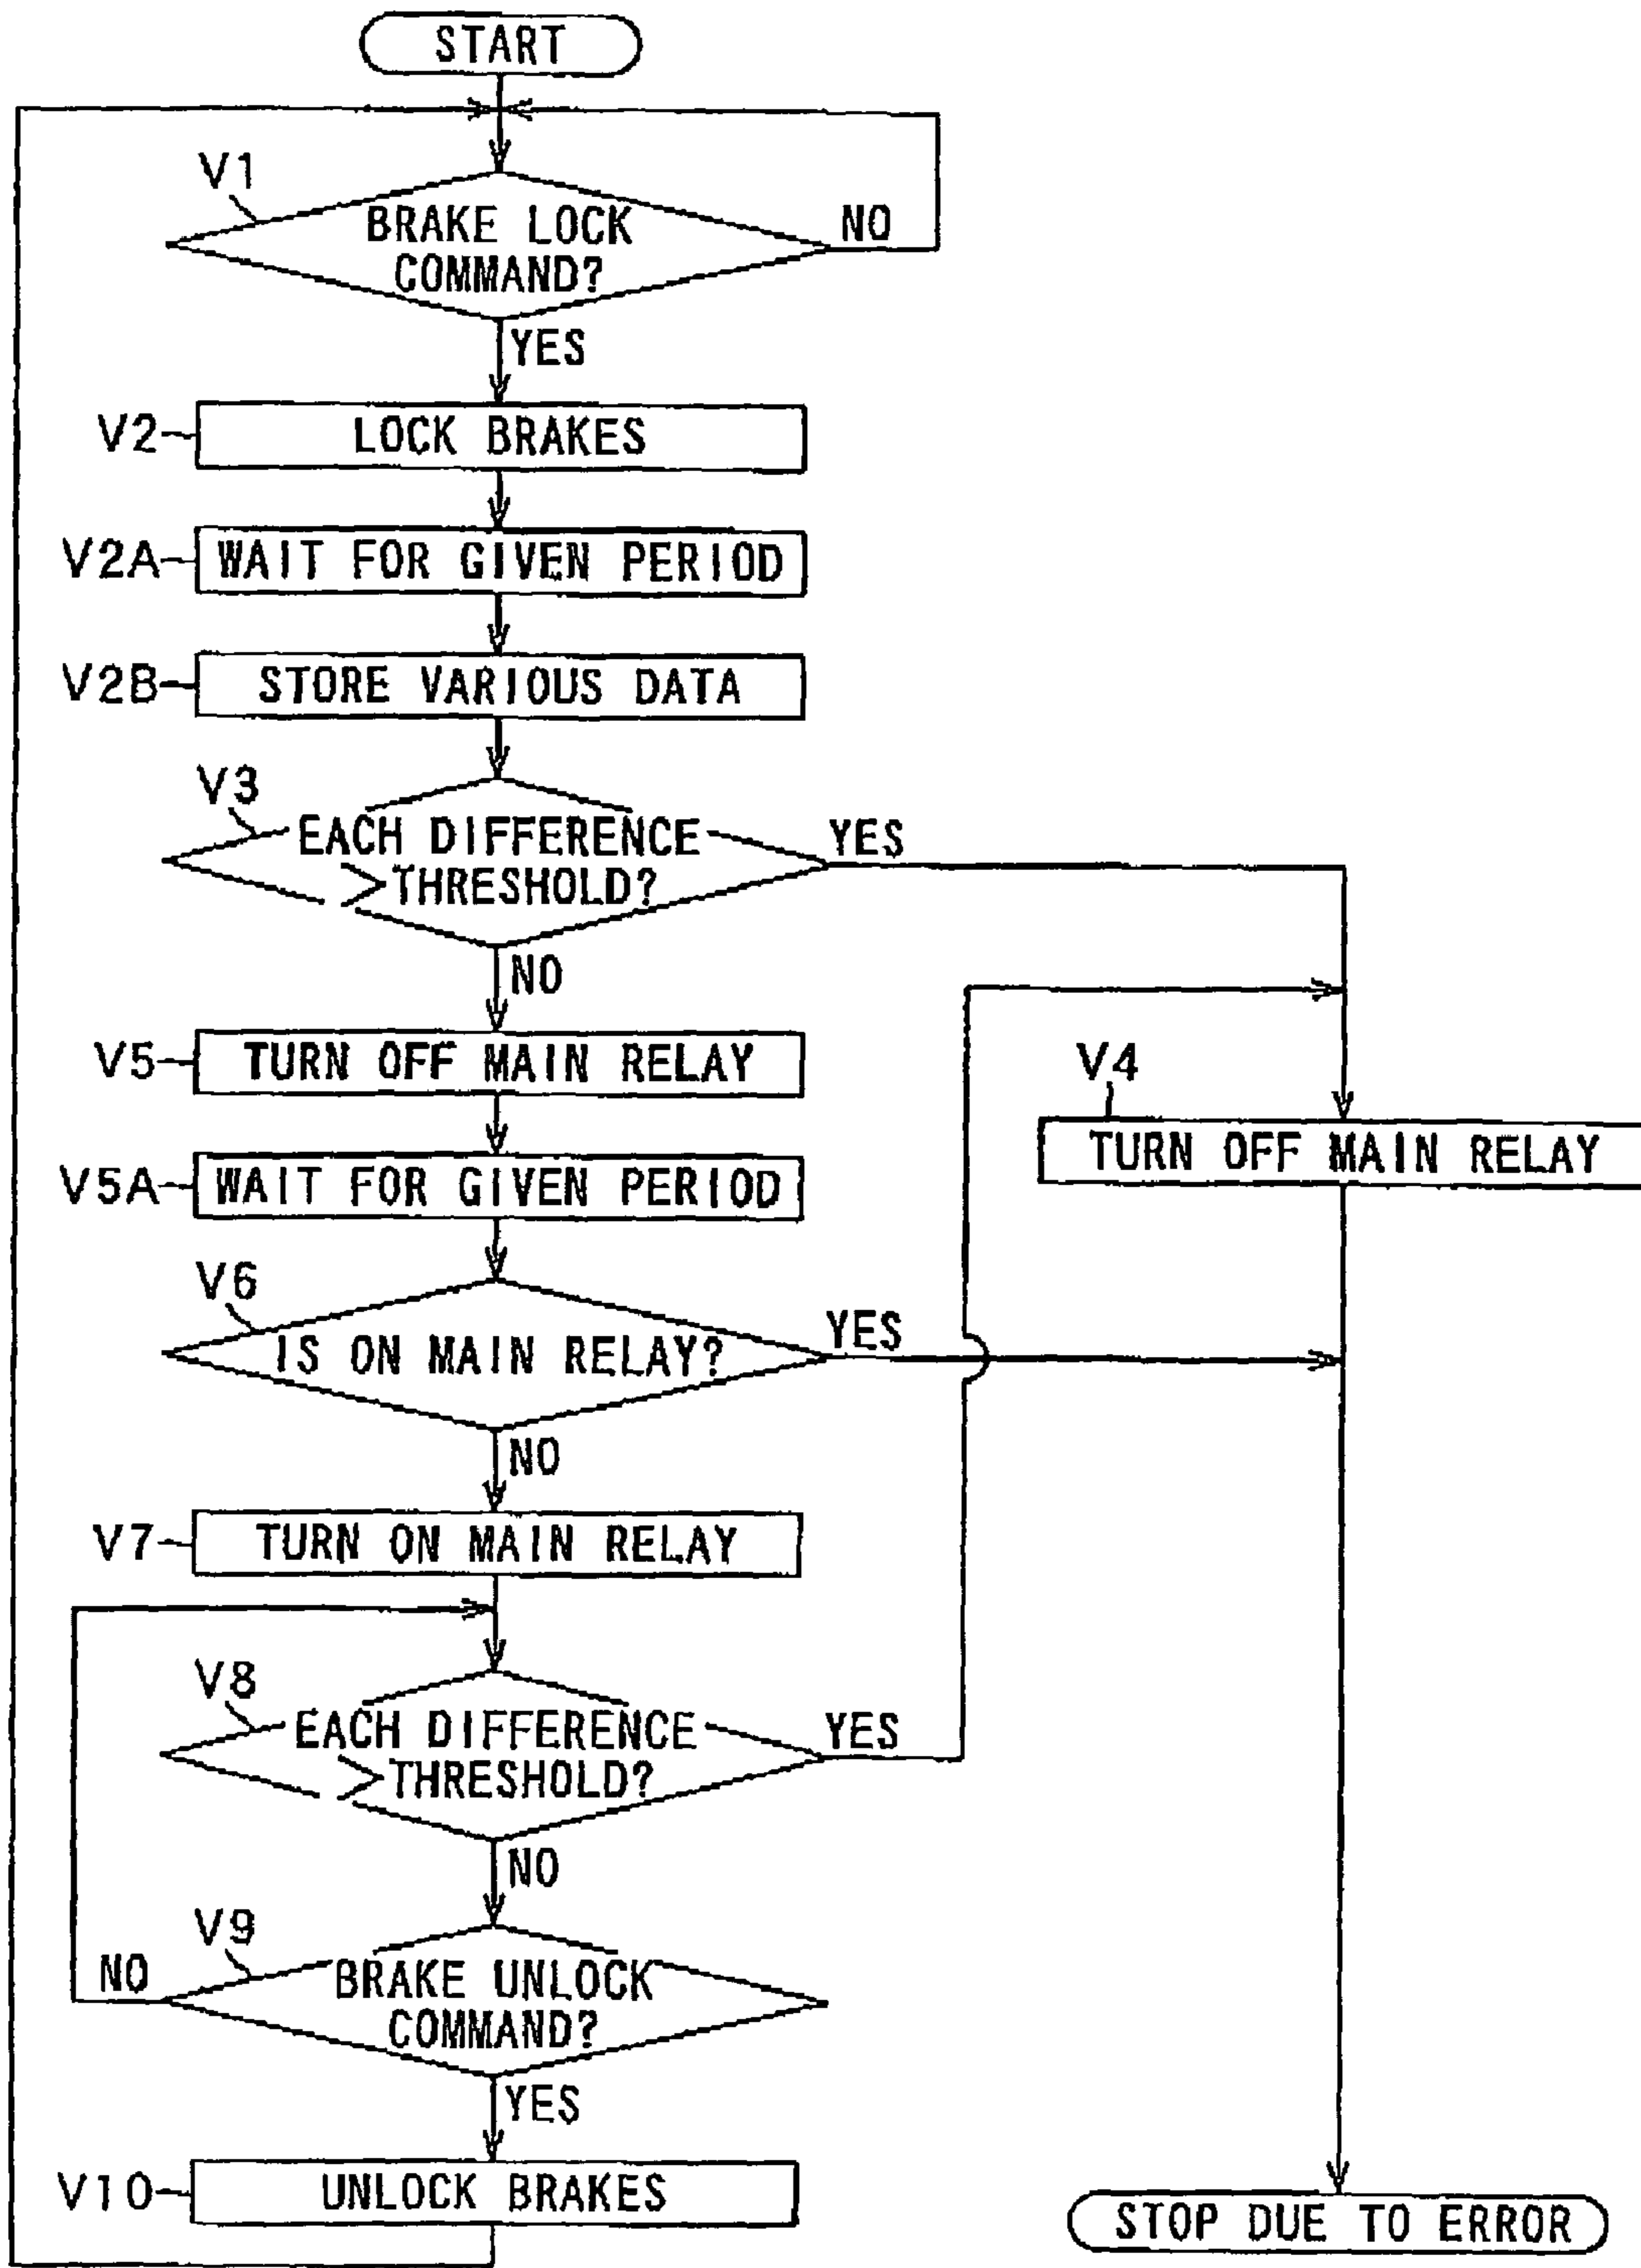 START
V1
BRAKE LOCK
COMMAND?
NO
YES
V2
LOCK BRAKES
V2A
WAIT FOR GIVEN PERIOD
V2B
STORE VARIOUS DATA
V3
EACH DIFFERENCE
>THRESHOLD?
YES
NO
V5
TURN OFF MAIN RELAY
V4
TURN OFF MAIN RELAY
V5A
WAIT FOR GIVEN PERIOD
V6
IS ON MAIN RELAY?
YES
NO
V7
TURN ON MAIN RELAY
V8
EACH DIFFERENCE
>THRESHOLD?
YES
NO
V9
NO
BRAKE UNLOCK
COMMAND?
YES
V10
UNLOCK BRAKES
STOP DUE TO ERROR